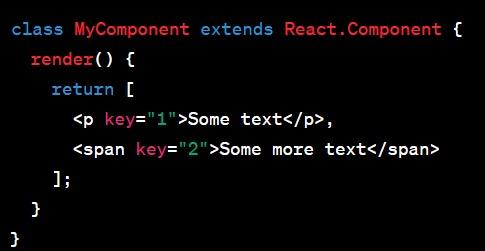 class MyComponent extends React.Component {
  render() {
    return [
      <p key="1">Some text</p>,
      <span key="2">Some more text</span>
    ];
  }
}